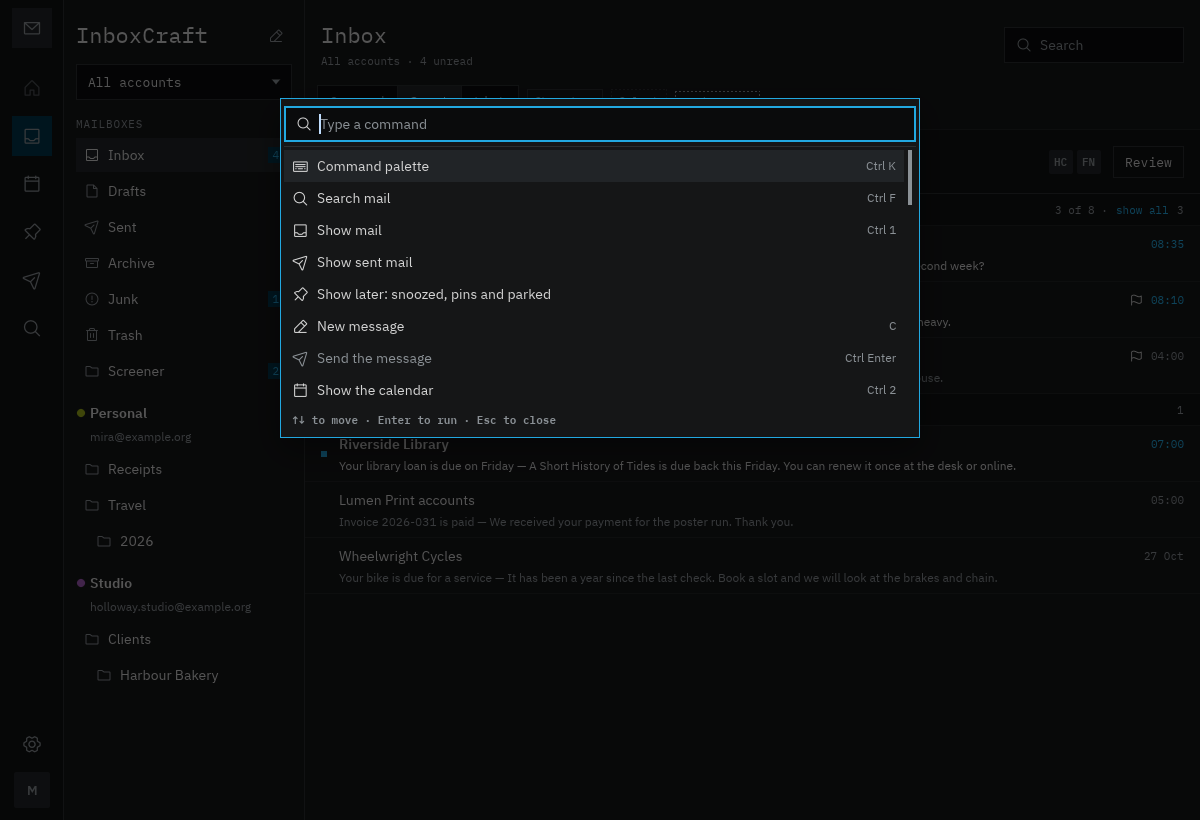 InboxCraft
All accounts
MAILBOXES
Inbox 4
Drafts
Sent
Archive
Junk 1
Trash
Screener 2
Personal
mira@example.org
Receipts
Travel
2026
Studio
holloway.studio@example.org
Clients
Harbour Bakery
M
Inbox
All accounts · 4 unread
Search
Type a command
Command palette Ctrl K
Search mail Ctrl F
Show mail Ctrl 1
Show sent mail
Show later: snoozed, pins and parked
New message C
Send the message Ctrl Enter
Show the calendar Ctrl 2
↑↓ to move · Enter to run · Esc to close
HC FN Review
3 of 8 · show all 3
08:35
cond week?
08:10
heavy.
04:00
use.
1
Riverside Library 07:00
Your library loan is due on Friday — A Short History of Tides is due back this Friday. You can renew it once at the desk or online.
Lumen Print accounts 05:00
Invoice 2026-031 is paid — We received your payment for the poster run. Thank you.
Wheelwright Cycles 27 Oct
Your bike is due for a service — It has been a year since the last check. Book a slot and we will look at the brakes and chain.